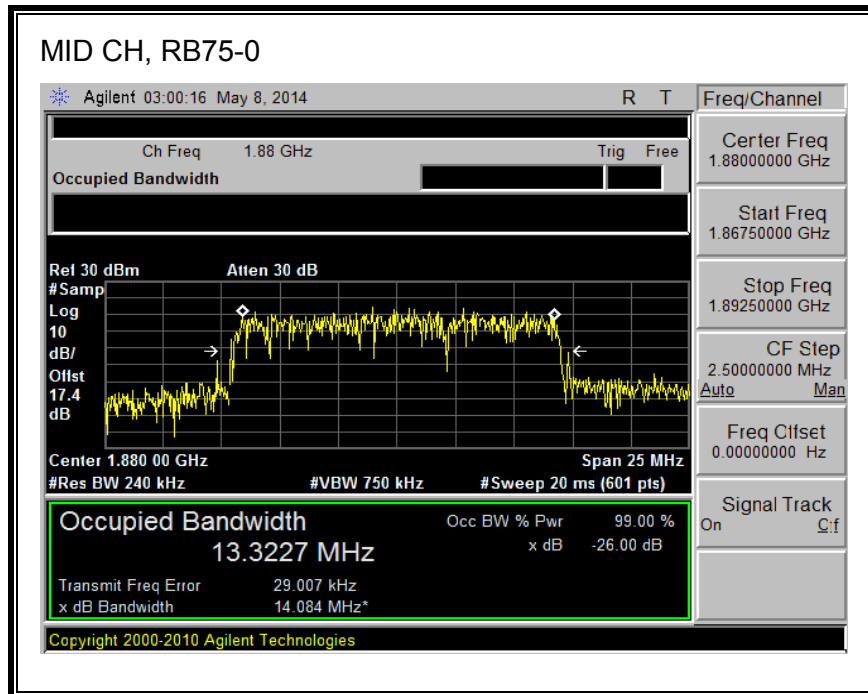 MID CH, RB75-0
Agilent 03:00:16 May 8, 2014 R T
Freq/Channel
Ch Freq 1.88 GHz Trig Free
Occupied Bandwidth
Center Freq
1.88000000 GHz
Start Freq
1.86750000 GHz
Stop Freq
1.89250000 GHz
CF Step
2.50000000 MHz
Auto Man
Freq Offset
0.00000000 Hz
Signal Track
On Off
Ref 30 dBm Atten 30 dB
#Samp
Log
10
dB/
Offst
17.4
dB
Center 1.880 00 GHz Span 25 MHz
#Res BW 240 kHz #VBW 750 kHz #Sweep 20 ms (601 pts)
Occupied Bandwidth
13.3227 MHz
Occ BW % Pwr 99.00 %
x dB -26.00 dB
Transmit Freq Error 29.007 kHz
x dB Bandwidth 14.084 MHz*
Copyright 2000-2010 Agilent Technologies